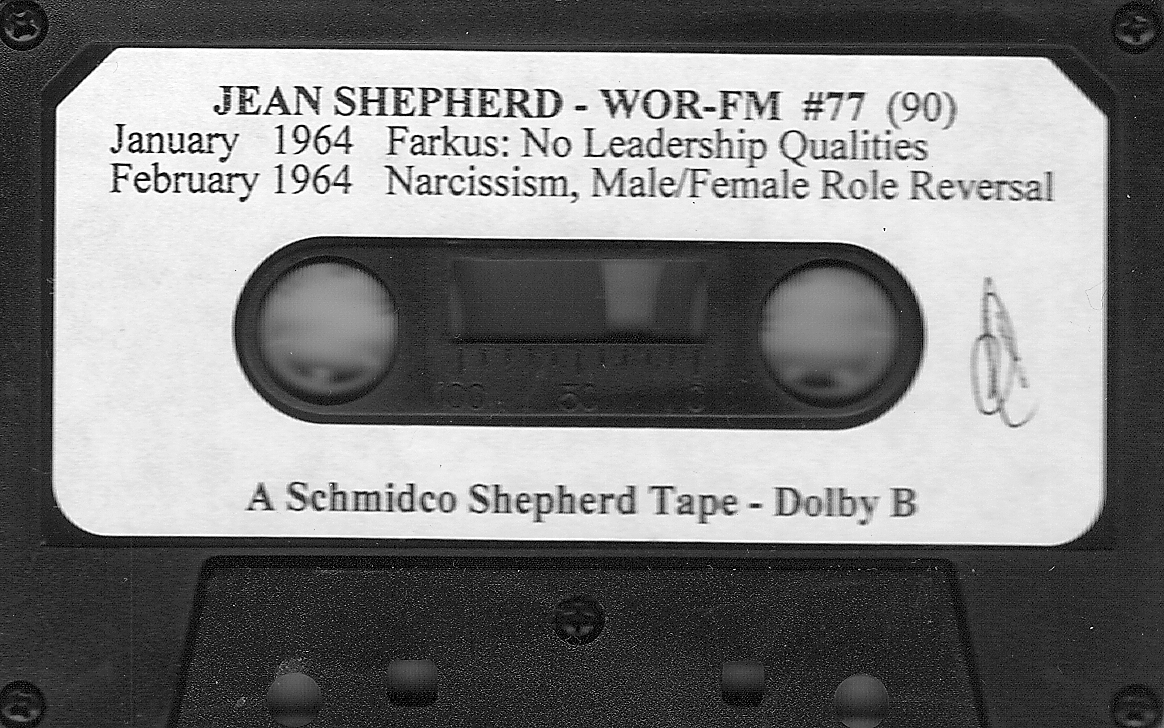 JEAN SHEPHERD - WOR-FM #77 (90)
January 1964 Farkus: No Leadership Qualities
February 1964 Narcissism, Male/Female Role Reversal
100 50 0
A Schmidco Shepherd Tape - Dolby B